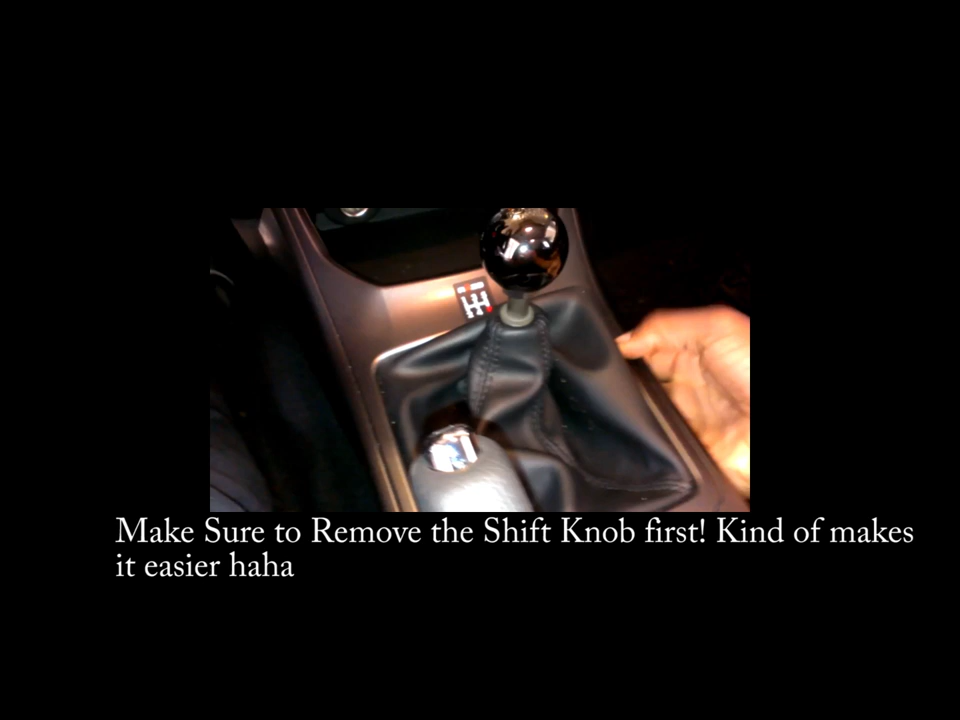 Make Sure to Remove the Shift Knob first! Kind of makes
it easier haha